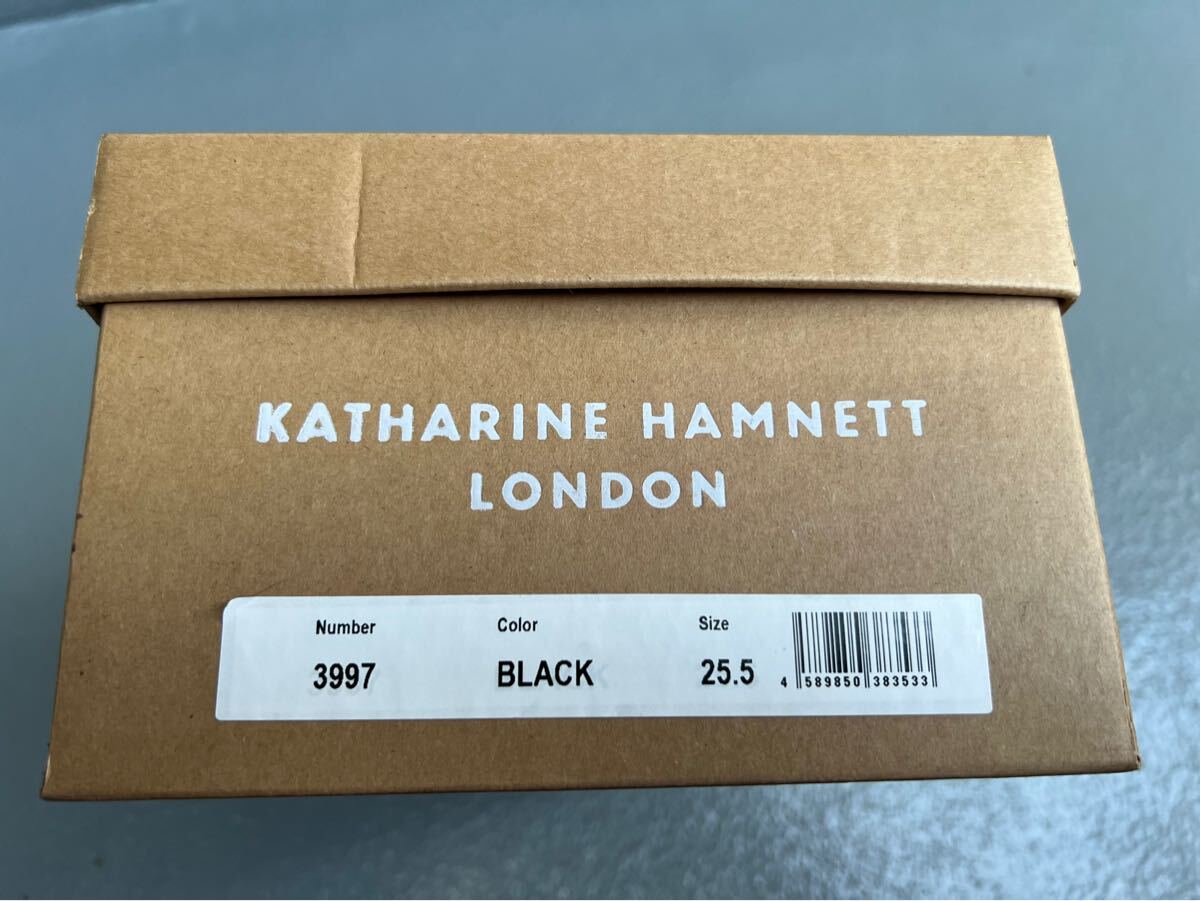 KATHARINE HAMNETT
LONDON
Number Color Size
3997 BLACK 25.5
4 589850 383533